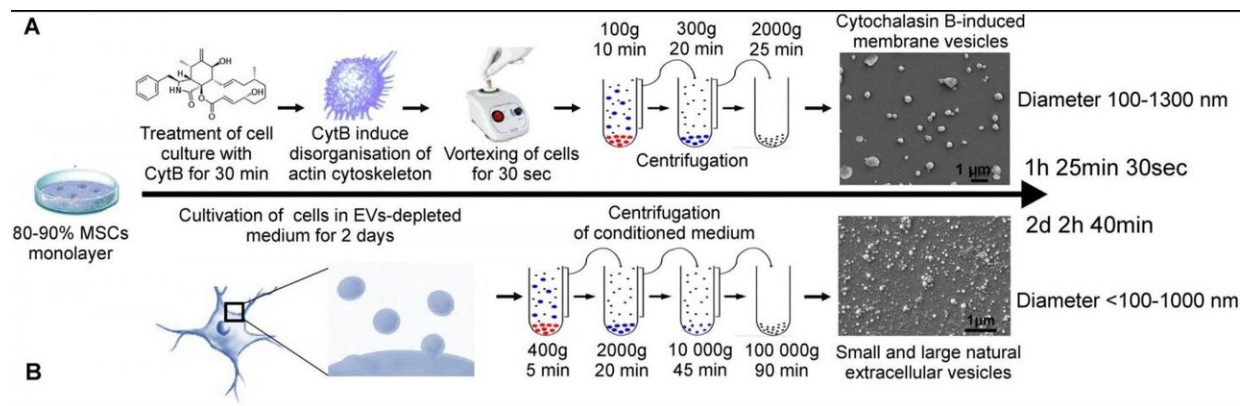 A
100g
10 min
300g
20 min
2000g
25 min
Cytochalasin B-induced
membrane vesicles
OH
H
HN
O
O
OH
O
Treatment of cell
culture with
CytB for 30 min
CytB induce
disorganisation of
actin cytoskeleton
Vortexing of cells
for 30 sec
Centrifugation
1 µm
Diameter 100-1300 nm
1h 25min 30sec
80-90% MSCs
monolayer
Cultivation of cells in EVs-depleted
medium for 2 days
Centrifugation
of conditioned medium
2d 2h 40min
400g
5 min
2000g
20 min
10 000g
45 min
100 000g
90 min
1µm
Diameter <100-1000 nm
Small and large natural
extracellular vesicles
B